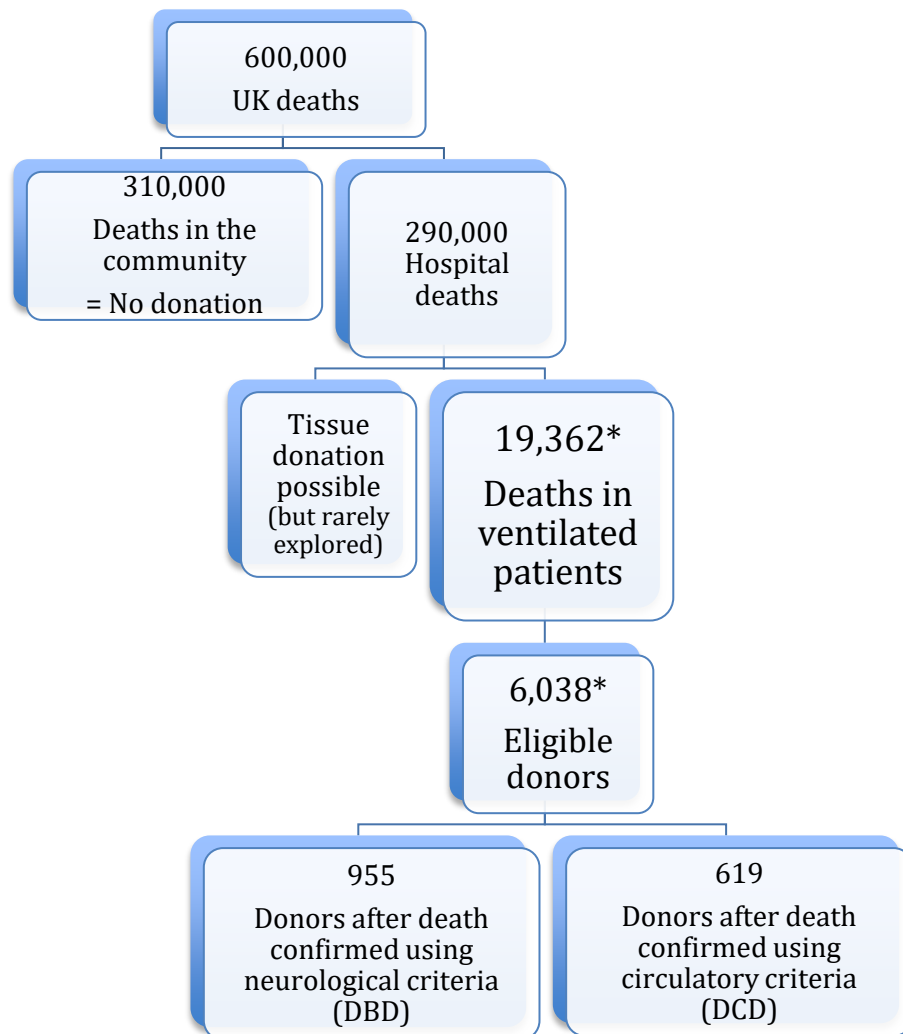 600,000
UK deaths
310,000
Deaths in the
community
= No donation
290,000
Hospital
deaths
Tissue
donation
possible
(but rarely
explored)
19,362*
Deaths in
ventilated
patients
6,038*
Eligible
donors
955
Donors after death
confirmed using
neurological criteria
(DBD)
619
Donors after death
confirmed using
circulatory criteria
(DCD)